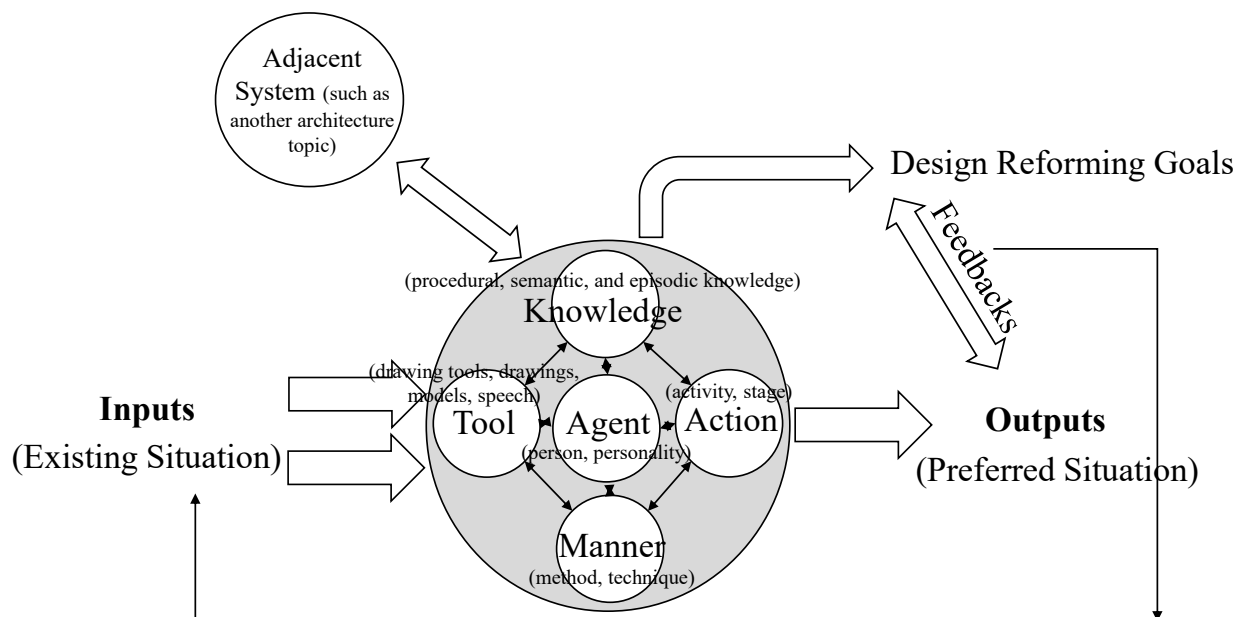 Adjacent
System (such as
another architecture
topic)
Design Reforming Goals
Feedbacks
(procedural, semantic, and episodic knowledge)
Knowledge
(drawing tools, drawings,
models, speech)
Tool
Agent
(person, personality)
(activity, stage)
Action
Manner
(method, technique)
Inputs
(Existing Situation)
Outputs
(Preferred Situation)